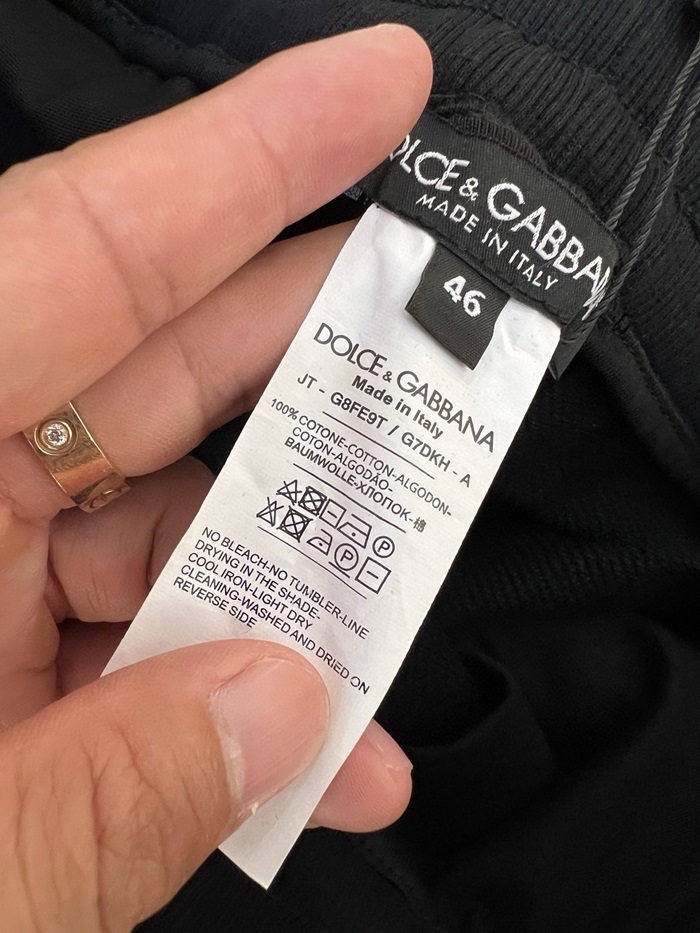 DOLCE & GABBANA
MADE IN ITALY
46
DOLCE & GABBANA
Made in Italy
JT - G8FE9T / G7DKH - A
100% COTONE-COTTON-ALGODON-
COTON-ALGODÃO-
BAUMWOLLE-ХЛОПОК-棉
P
P
NO BLEACH-NO TUMBLER-LINE
DRYING IN THE SHADE-
COOL IRON-LIGHT DRY
CLEANING-WASHED AND DRIED ON
REVERSE SIDE